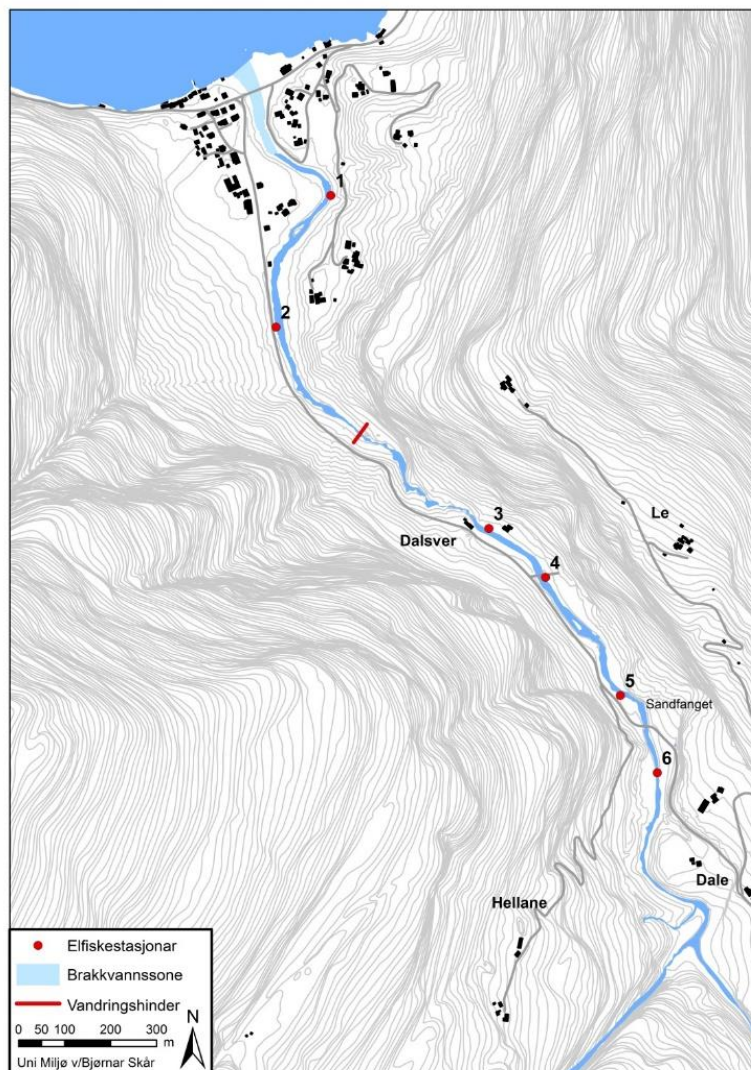 1
2
3
Dalsver
Le
4
5
Sandfanget
6
Dale
Hellane
Elfiskestasjonar
Brakkvannssone
Vandringshinder
N
0 50 100 200 300
m
Uni Miljø v/Bjørnar Skår